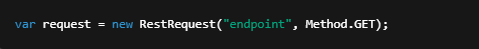 var request = new RestRequest("endpoint", Method.GET);